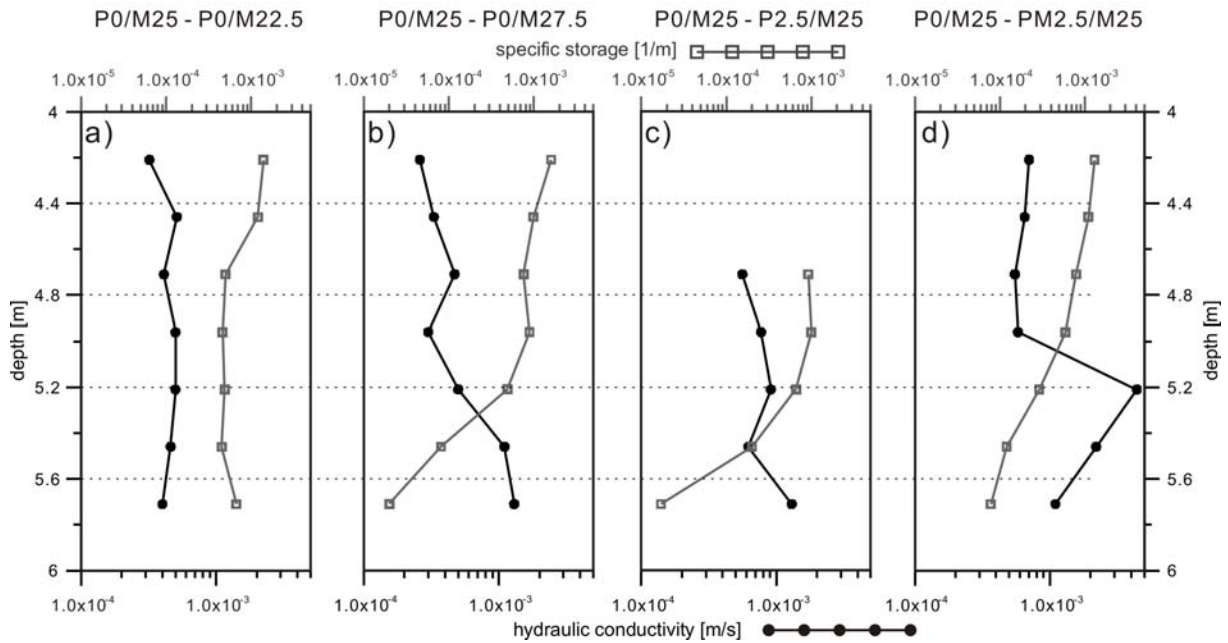 P0/M25 - P0/M22.5 P0/M25 - P0/M27.5 P0/M25 - P2.5/M25 P0/M25 - PM2.5/M25
specific storage [1/m]
1.0x10-5 1.0x10-4 1.0x10-3 1.0x10-5 1.0x10-4 1.0x10-3 1.0x10-5 1.0x10-4 1.0x10-3 1.0x10-5 1.0x10-4 1.0x10-3
4 4
a) b) c) d)
4.4 4.4
4.8 4.8
depth [m] depth [m]
5.2 5.2
5.6 5.6
6 6
1.0x10-4 1.0x10-3 1.0x10-4 1.0x10-3 1.0x10-4 1.0x10-3 1.0x10-4 1.0x10-3
hydraulic conductivity [m/s]